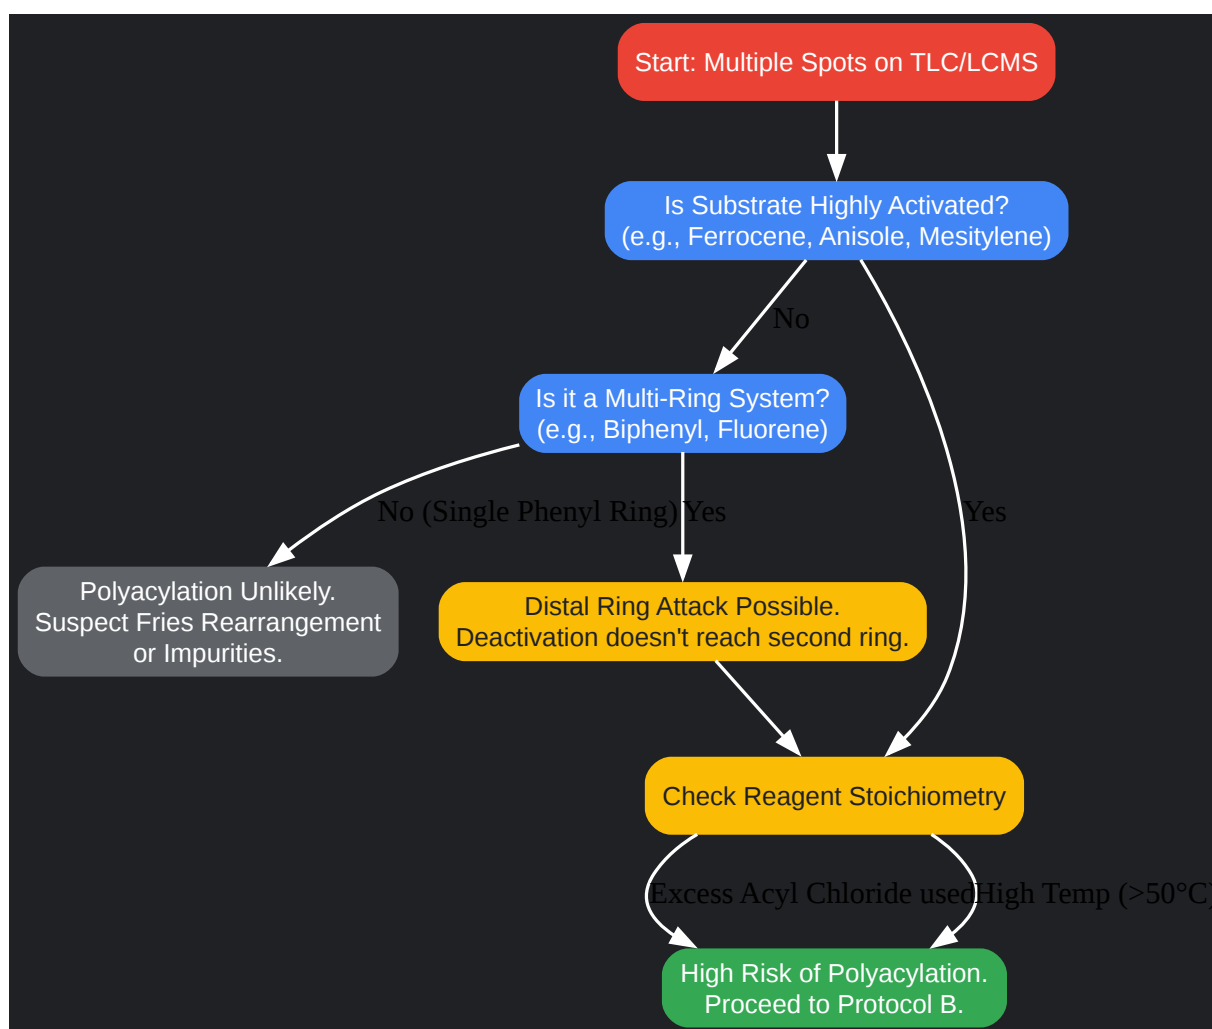 Start: Multiple Spots on TLC/LCMS
Is Substrate Highly Activated?
(e.g., Ferrocene, Anisole, Mesitylene)
No
Is it a Multi-Ring System?
(e.g., Biphenyl, Fluorene)
No (Single Phenyl Ring)
Yes
Yes
Polyacylation Unlikely.
Suspect Fries Rearrangement
or Impurities.
Distal Ring Attack Possible.
Deactivation doesn't reach second ring.
Check Reagent Stoichiometry
Excess Acyl Chloride used
High Temp (>50°C)
High Risk of Polyacylation.
Proceed to Protocol B.